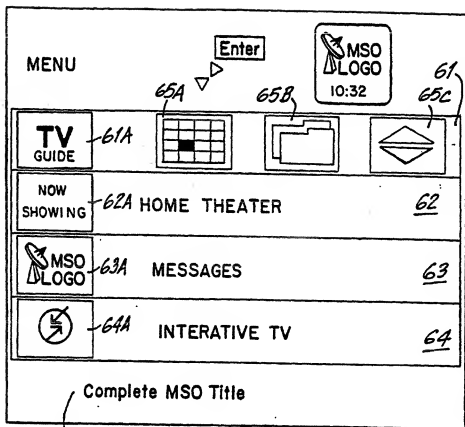 Enter
MENU
MSO
LOGO
10:32
65A
65B
65C
61
TV
GUIDE
61A
NOW
SHOWING
62A
HOME THEATER
62
MSO
LOGO
63A
MESSAGES
63
64A
INTERATIVE TV
64
Complete MSO Title